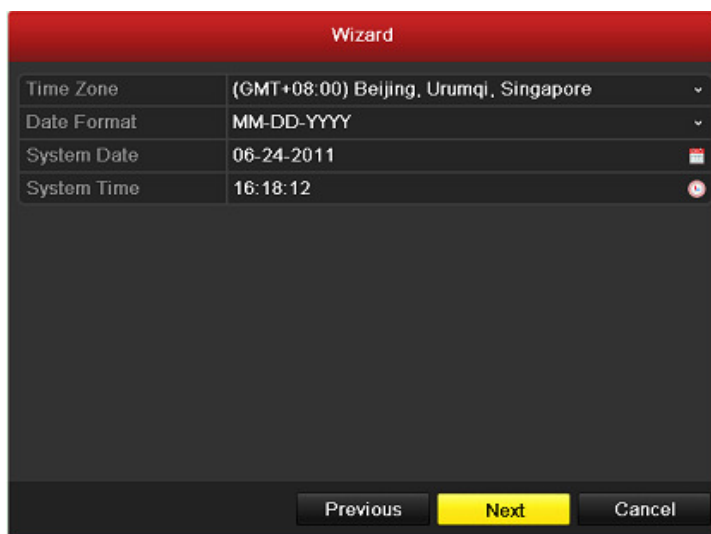 Wizard
Time Zone (GMT+08:00) Beijing, Urumqi, Singapore
Date Format MM-DD-YYYY
System Date 06-24-2011
System Time 16:18:12
Previous Next Cancel